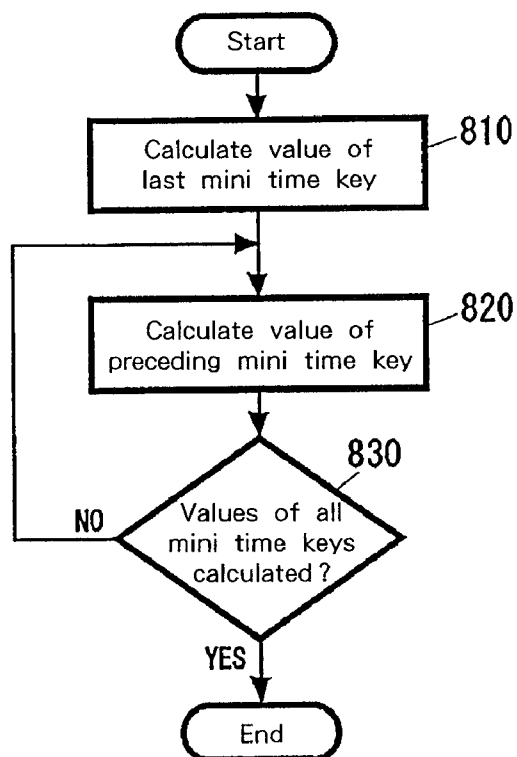 Start
Calculate value of
last mini time key
810
Calculate value of
preceding mini time key
820
830
Values of all
mini time keys
calculated ?
NO
YES
End